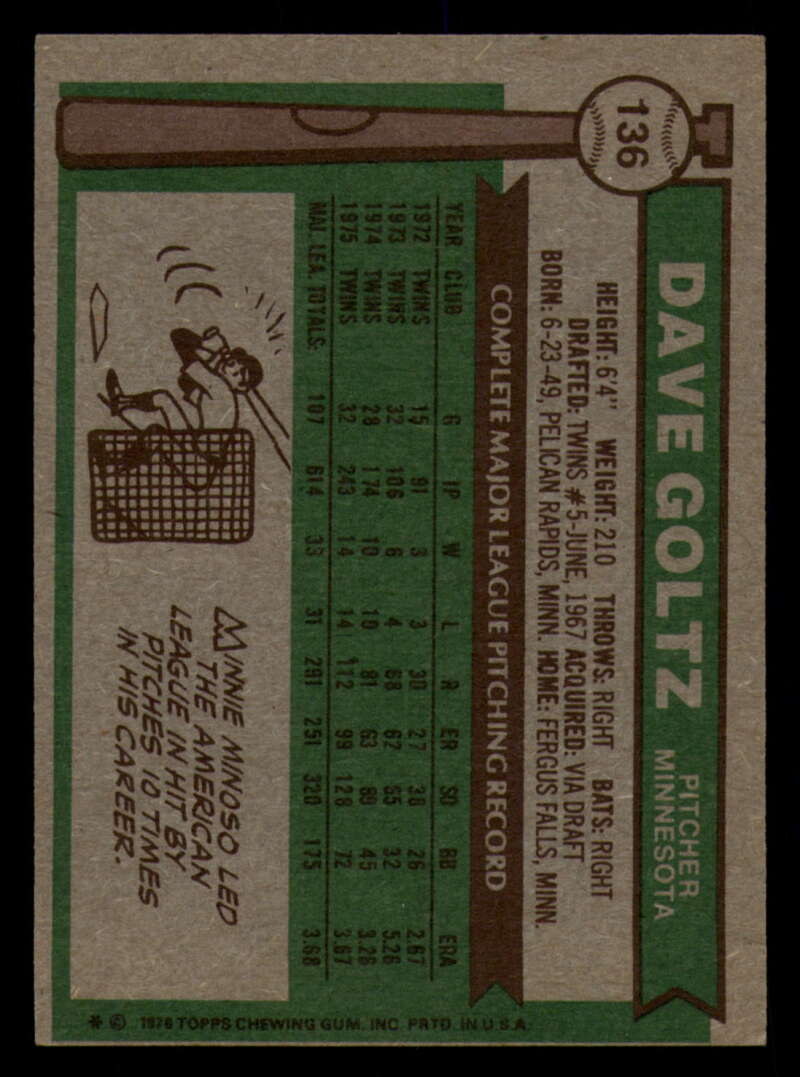 136
DAVE GOLTZ
PITCHER
MINNESOTA
HEIGHT: 6'4" WEIGHT: 210 THROWS: RIGHT BATS: RIGHT
DRAFTED: TWINS #5-JUNE, 1967 ACQUIRED: VIA DRAFT
BORN: 6-23-49, PELICAN RAPIDS, MINN. HOME: FERGUS FALLS, MINN.
COMPLETE MAJOR LEAGUE PITCHING RECORD
YEAR CLUB G IP W L R ER SO BB ERA
1972 TWINS 15 91 3 3 30 27 38 26 2.67
1973 TWINS 32 106 6 4 68 62 65 32 5.26
1974 TWINS 28 174 10 10 81 63 89 45 3.26
1975 TWINS 32 243 14 14 112 99 128 72 3.67
MAJ. LEA. TOTALS: 107 614 33 31 291 251 320 175 3.68
MINNIE MINOSO LED
THE AMERICAN
LEAGUE IN HIT BY
PITCHES 10 TIMES
IN HIS CAREER.
* © 1976 TOPPS CHEWING GUM, INC. PRTD. IN U.S.A.